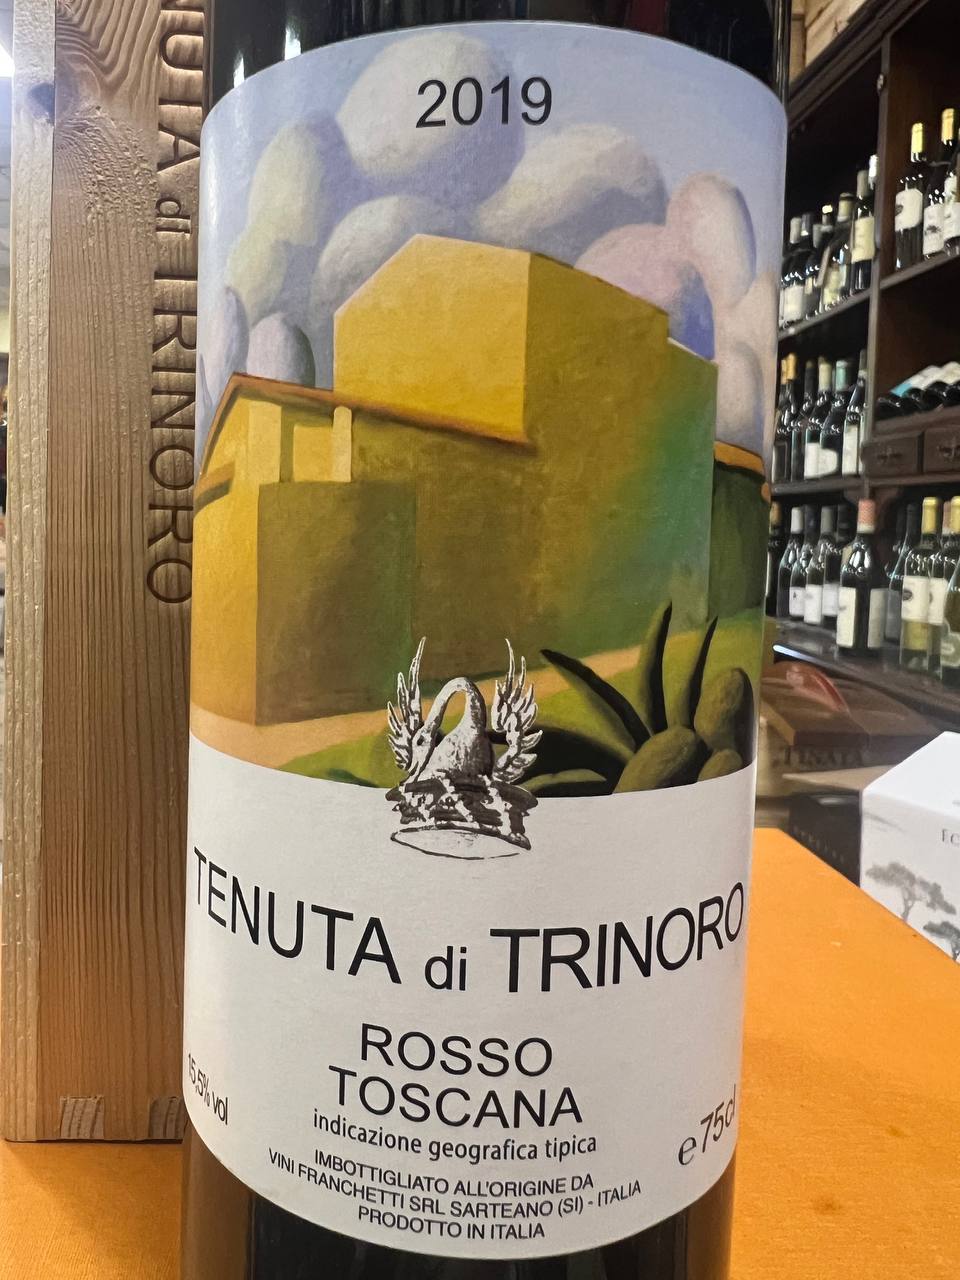 2019
TENUTA di TRINORO
ROSSO
TOSCANA
indicazione geografica tipica
15,5% vol
e 75cl
IMBOTTIGLIATO ALL'ORIGINE DA
VINI FRANCHETTI SRL SARTEANO (SI) - ITALIA
PRODOTTO IN ITALIA
NUTA di TRINORO